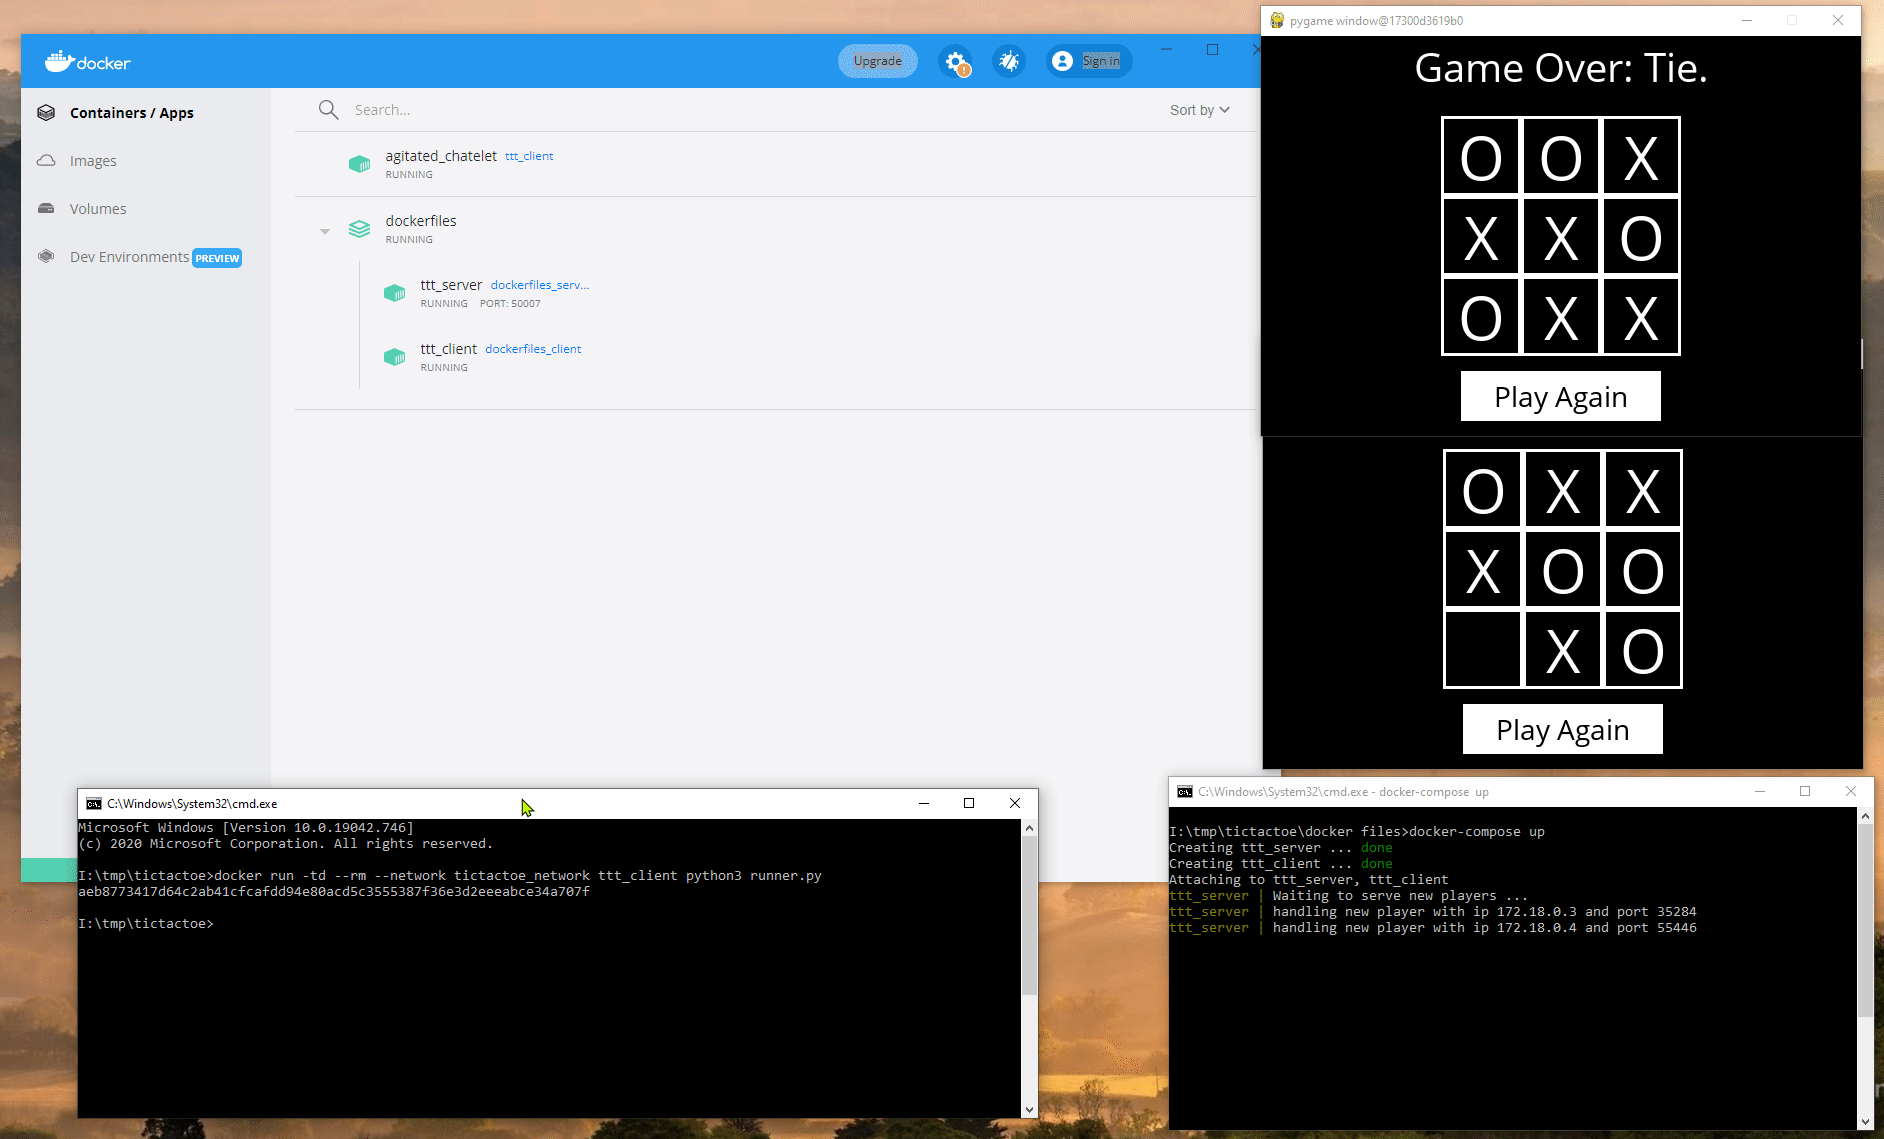 docker
Upgrade
Sign in
Containers / Apps
Images
Volumes
Dev Environments PREVIEW
Search...
Sort by
agitated_chatelet ttt_client
RUNNING
dockerfiles
RUNNING
ttt_server dockerfiles_serv...
RUNNING PORT: 50007
ttt_client dockerfiles_client
RUNNING
pygame window@17300d3619b0
Game Over: Tie.
O O X
X X O
O X X
Play Again
O X X
X O O
X O
Play Again
C:\Windows\System32\cmd.exe
Microsoft Windows [Version 10.0.19042.746]
(c) 2020 Microsoft Corporation. All rights reserved.
I:\tmp\tictactoe>docker run -td --rm --network tictactoe_network ttt_client python3 runner.py
aeb8773417d64c2ab41cfcafdd94e80acd5c3555387f36e3d2eeeabce34a707f
I:\tmp\tictactoe>
C:\Windows\System32\cmd.exe - docker-compose up
I:\tmp\tictactoe\docker files>docker-compose up
Creating ttt_server ... done
Creating ttt_client ... done
Attaching to ttt_server, ttt_client
ttt_server | Waiting to serve new players ...
ttt_server | handling new player with ip 172.18.0.3 and port 35284
ttt_server | handling new player with ip 172.18.0.4 and port 55446